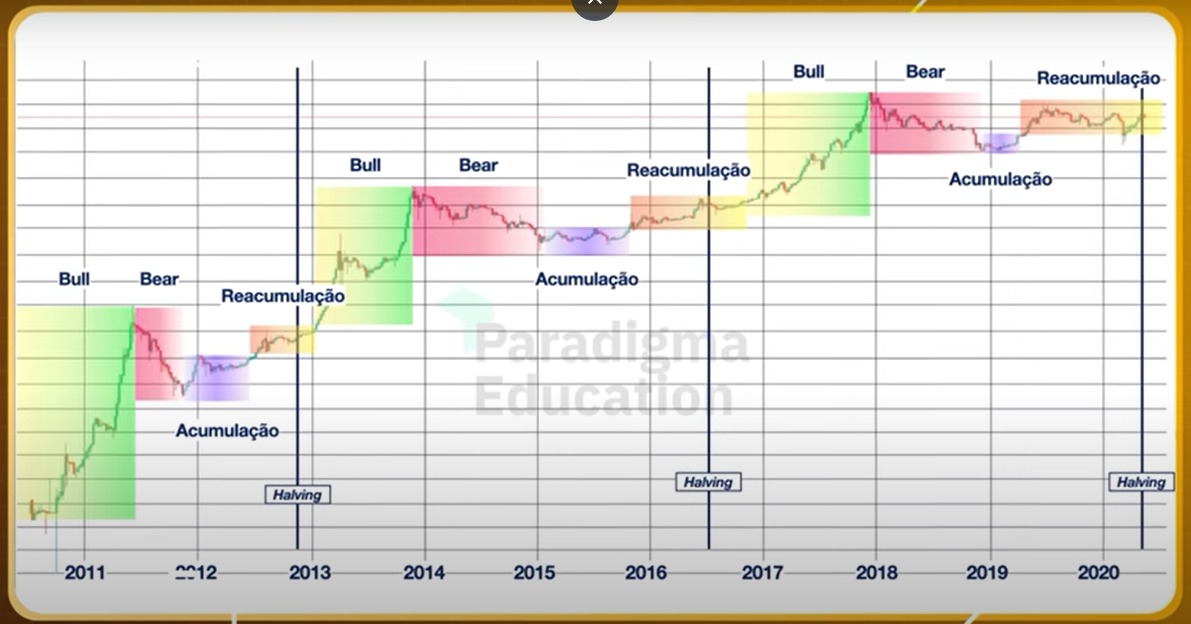 Bull
Bear
Reacumulação
Bull
Bear
Reacumulação
Acumulação
Bull
Bear
Reacumulação
Acumulação
Paradigma
Education
Acumulação
Halving
Halving
Halving
2011
2013
2014
2015
2016
2017
2018
2019
2020